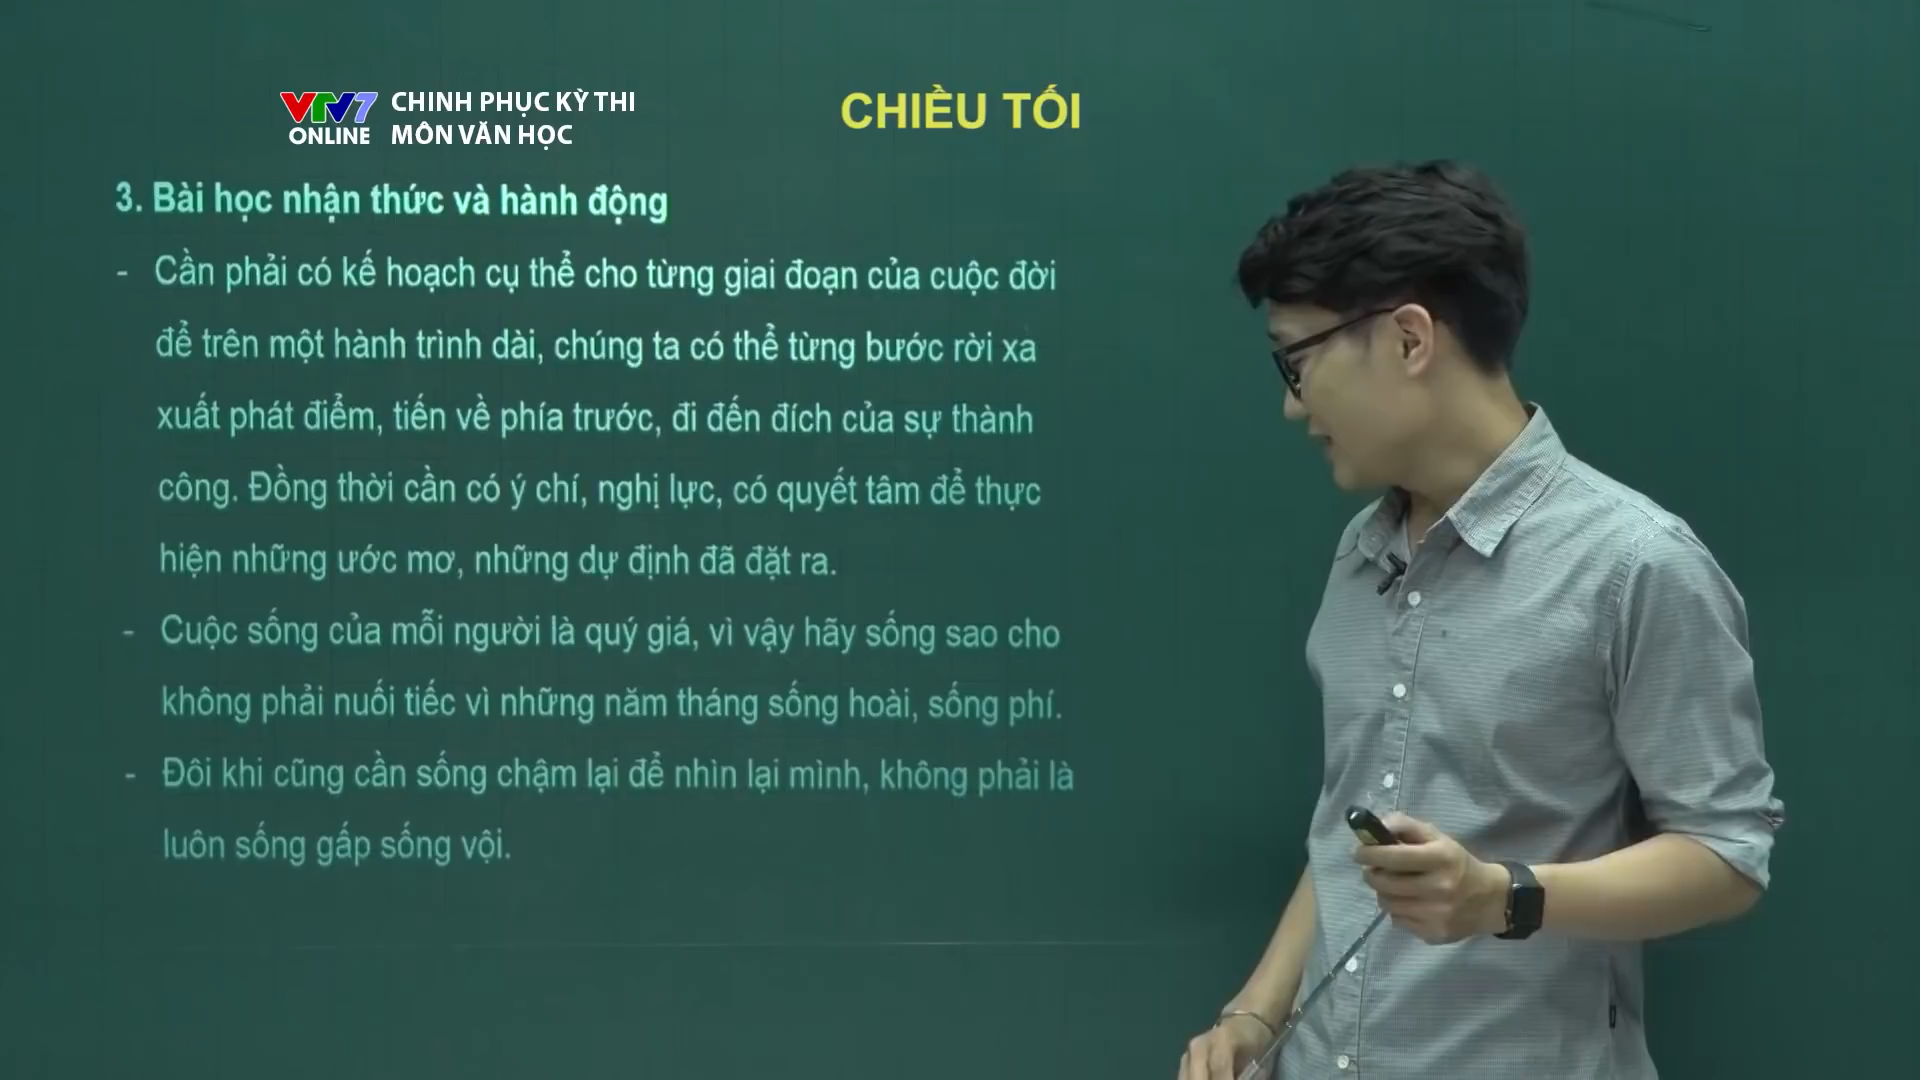 VTV7 ONLINE
CHINH PHỤC KỲ THI
MÔN VĂN HỌC
CHIỀU TỐI
3. Bài học nhận thức và hành động
- Cần phải có kế hoạch cụ thể cho từng giai đoạn của cuộc đời
để trên một hành trình dài, chúng ta có thể từng bước rời xa
xuất phát điểm, tiến về phía trước, đi đến đích của sự thành
công. Đồng thời cần có ý chí, nghị lực, có quyết tâm để thực
hiện những ước mơ, những dự định đã đặt ra.
- Cuộc sống của mỗi người là quý giá, vì vậy hãy sống sao cho
không phải nuối tiếc vì những năm tháng sống hoài, sống phí.
- Đôi khi cũng cần sống chậm lại để nhìn lại mình, không phải là
luôn sống gấp sống vội.